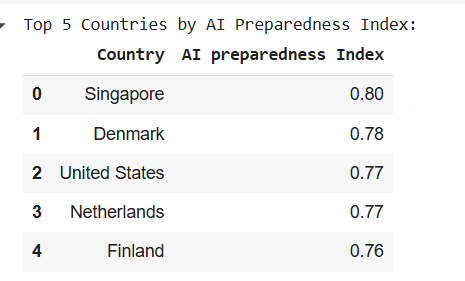 Top 5 Countries by AI Preparedness Index:
Country AI preparedness Index
0 Singapore 0.80
1 Denmark 0.78
2 United States 0.77
3 Netherlands 0.77
4 Finland 0.76